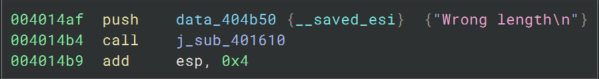 004014af push data_404b50 {__saved_esi} {"Wrong length\n"}
004014b4 call j_sub_401610
004014b9 add esp, 0x4